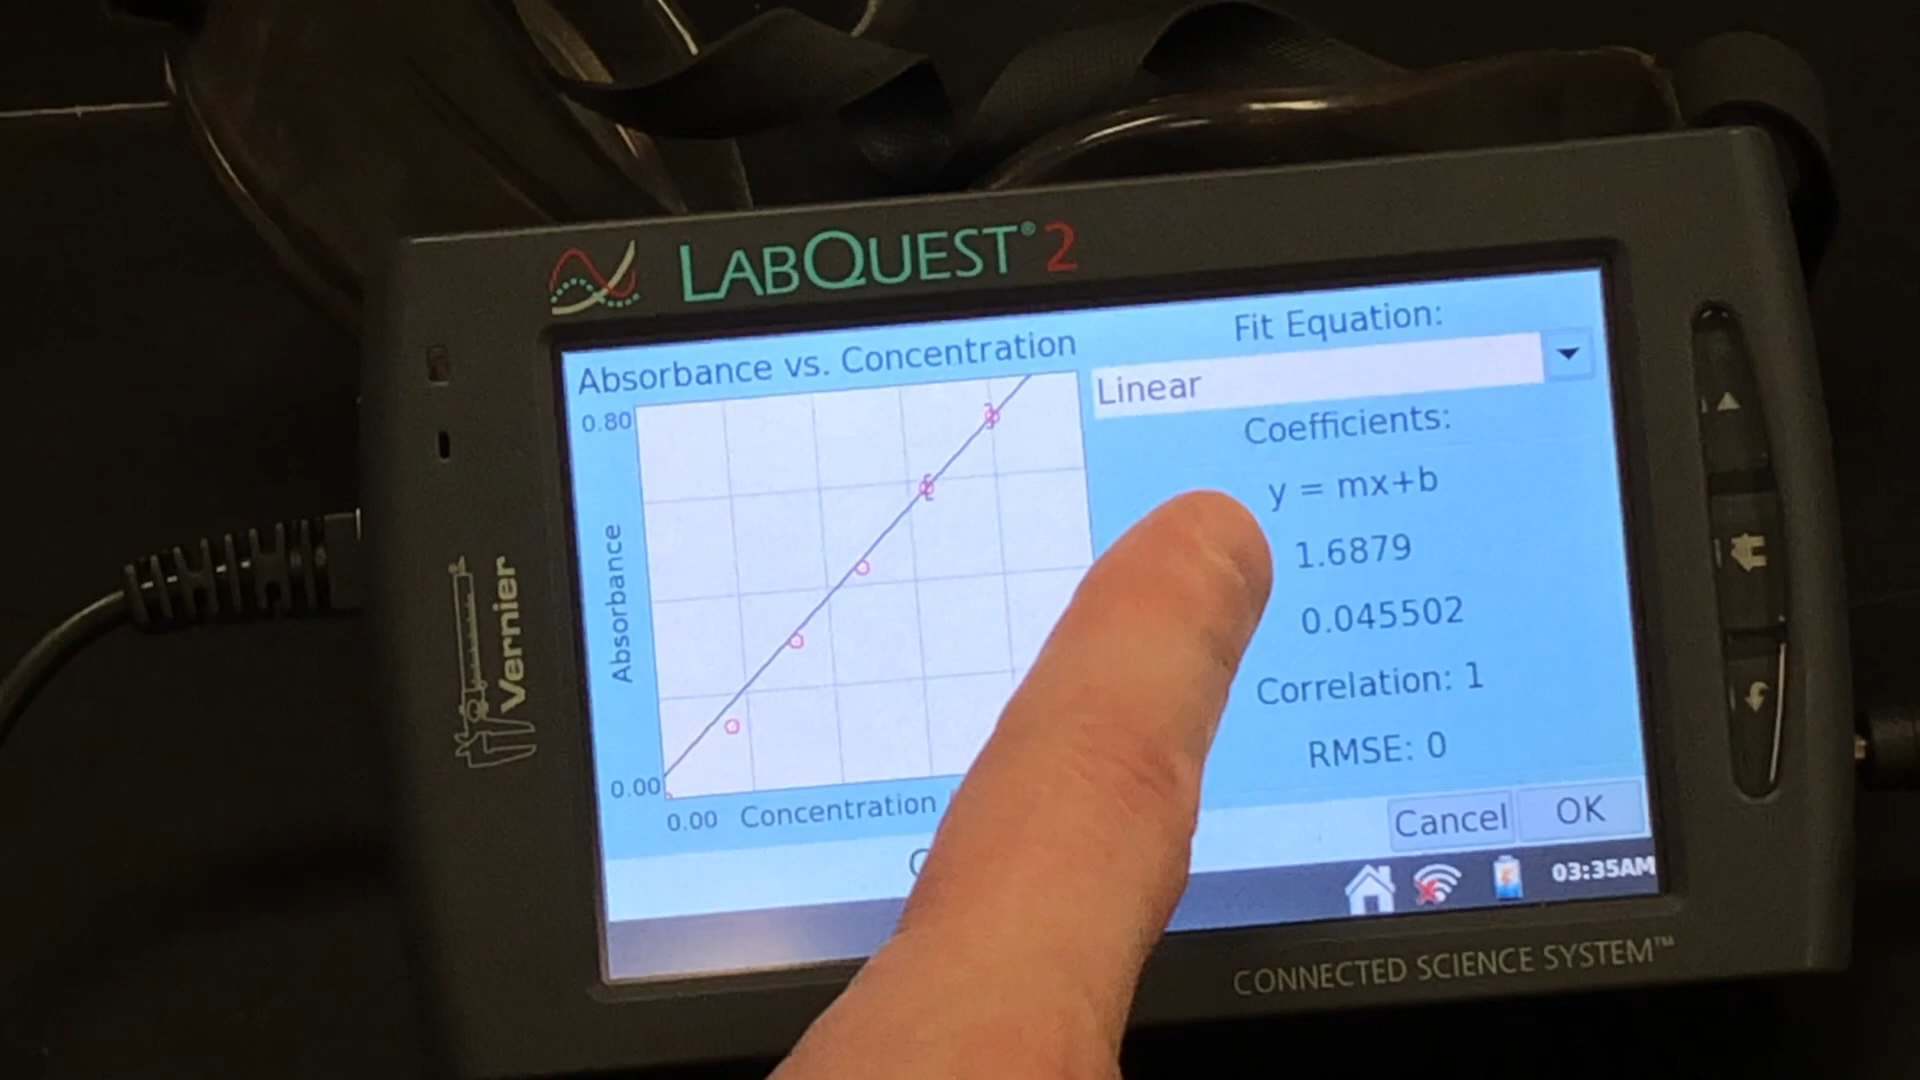 LABQUEST® 2
Absorbance vs. Concentration
0.80
Absorbance
0.00
0.00
Concentration
Fit Equation:
Linear
Coefficients:
y = mx+b
1.6879
0.045502
Correlation: 1
RMSE: 0
Cancel
OK
03:35AM
Vernier
CONNECTED SCIENCE SYSTEM™